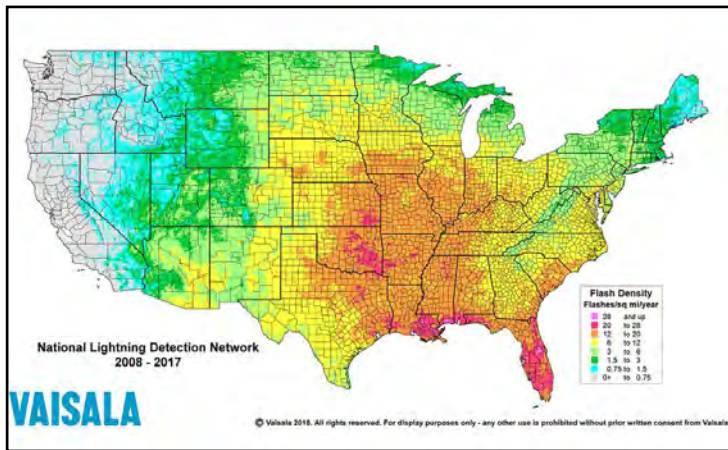 National Lightning Detection Network
2008 - 2017
VAISALA
Flash Density
Flashes/sq mi/year
28 and up
20 to 28
12 to 20
6 to 12
3 to 6
1.5 to 3
0.75 to 1.5
0+ to 0.75
© Vaisala 2018. All rights reserved. For display purposes only - any other use is prohibited without prior written consent from Vaisala